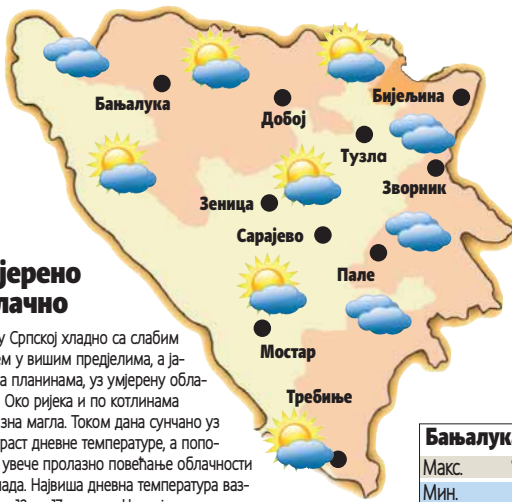 Бањалука
Добој
Бијељина
Тузла
Зворник
Зеница
Сарајево
Пале
Мостар
Требиње
јерено
лачно
у Српској хладно са слабим
ем у вишим предјелима, а ја-
а планинама, уз умјерену обла-
Око ријека и по котлинама
зна магла. Током дана сунчано уз
раст дневне температуре, а попо-
увече пролазно повећање облачности
пада. Највиша дневна температура ваз-
Бањалука
Макс.
Мин.